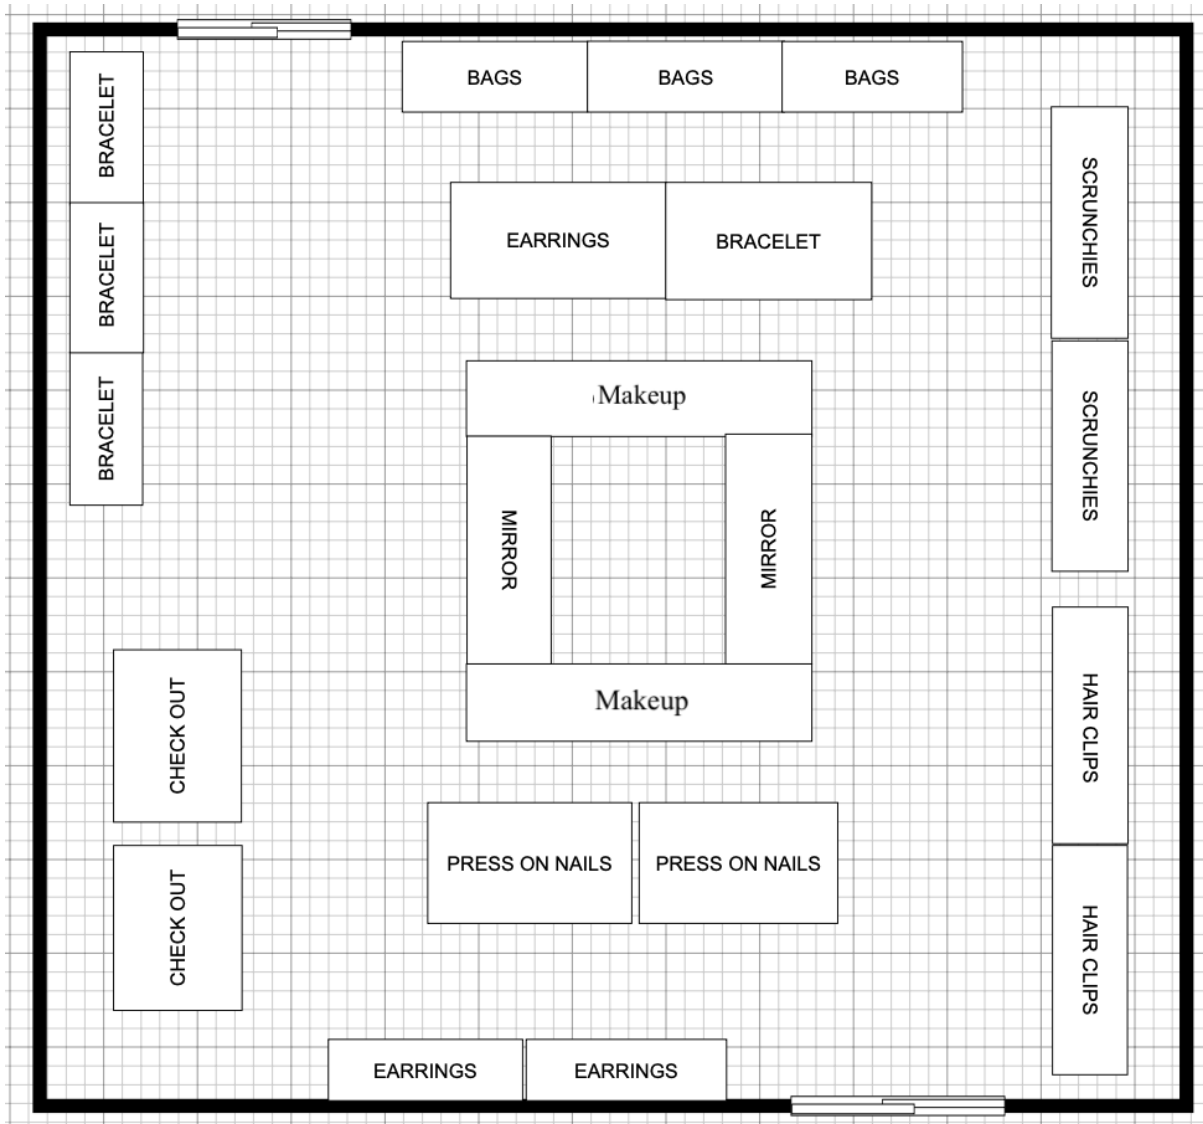 BAGS
BAGS
BAGS
BRACELET
BRACELET
BRACELET
EARRINGS
BRACELET
SCRUNCHIES
SCRUNCHIES
Makeup
MIRROR
MIRROR
Makeup
HAIR CLIPS
HAIR CLIPS
CHECK OUT
CHECK OUT
PRESS ON NAILS
PRESS ON NAILS
EARRINGS
EARRINGS